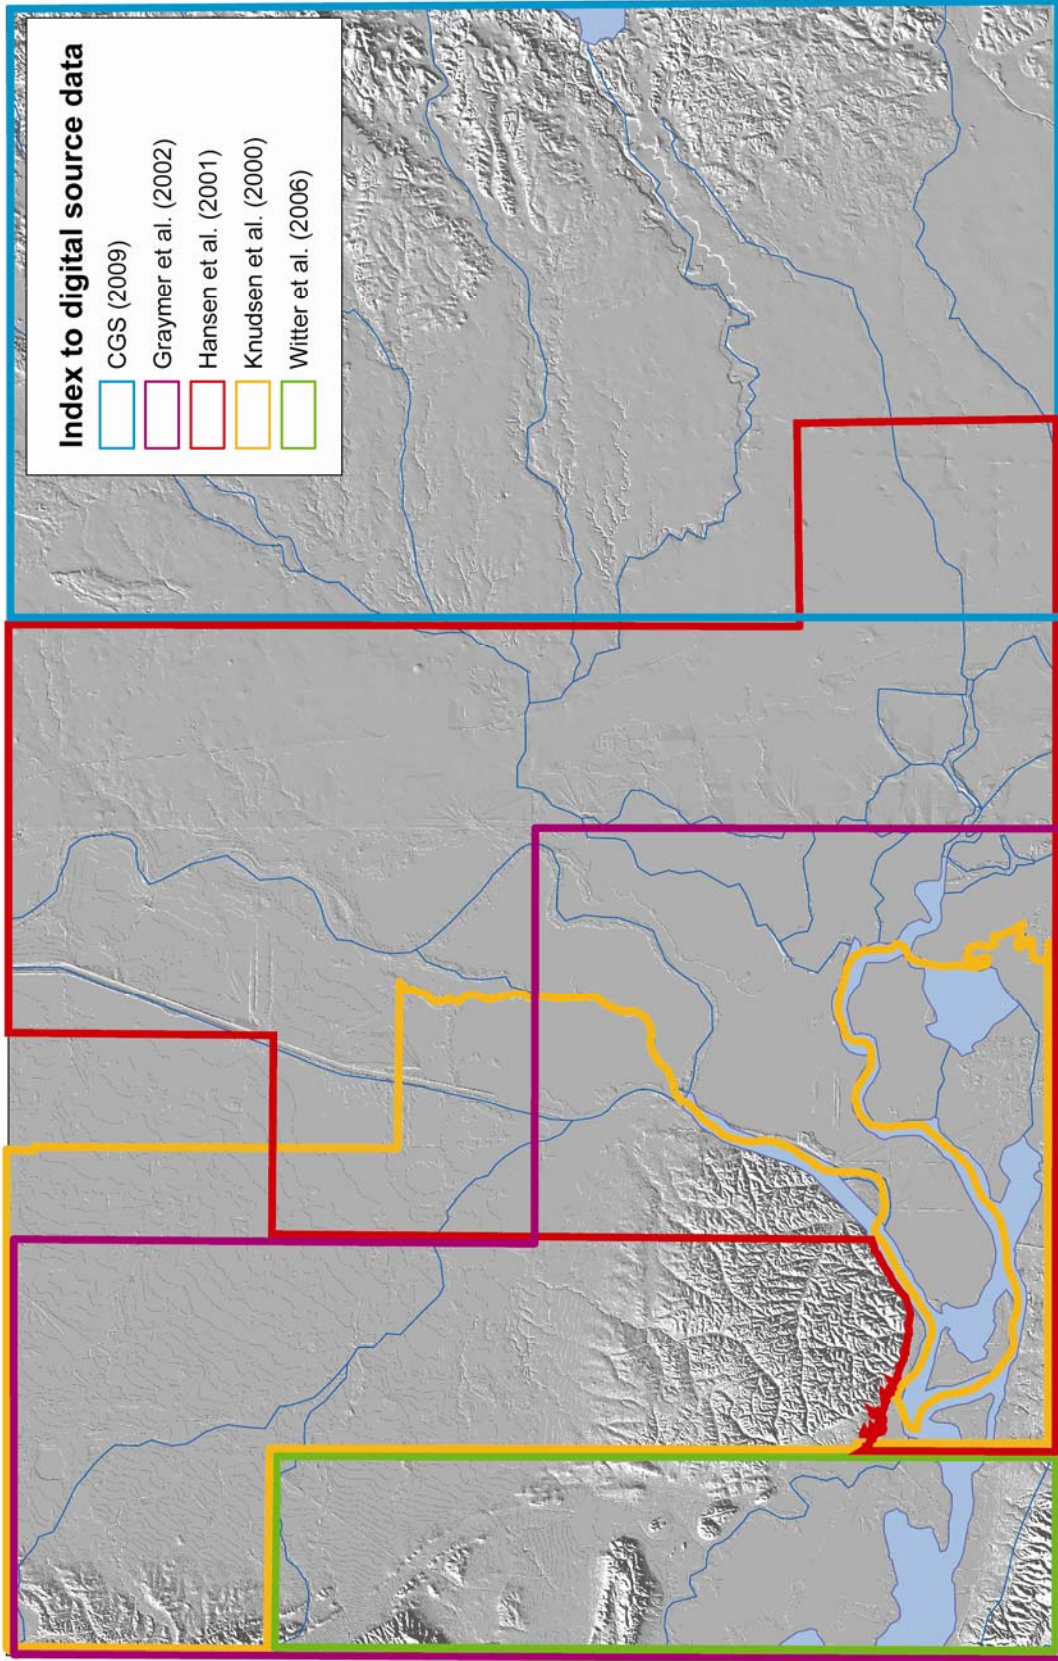 Index to digital source data
CGS (2009)
Graymer et al. (2002)
Hansen et al. (2001)
Knudsen et al. (2000)
Witter et al. (2006)